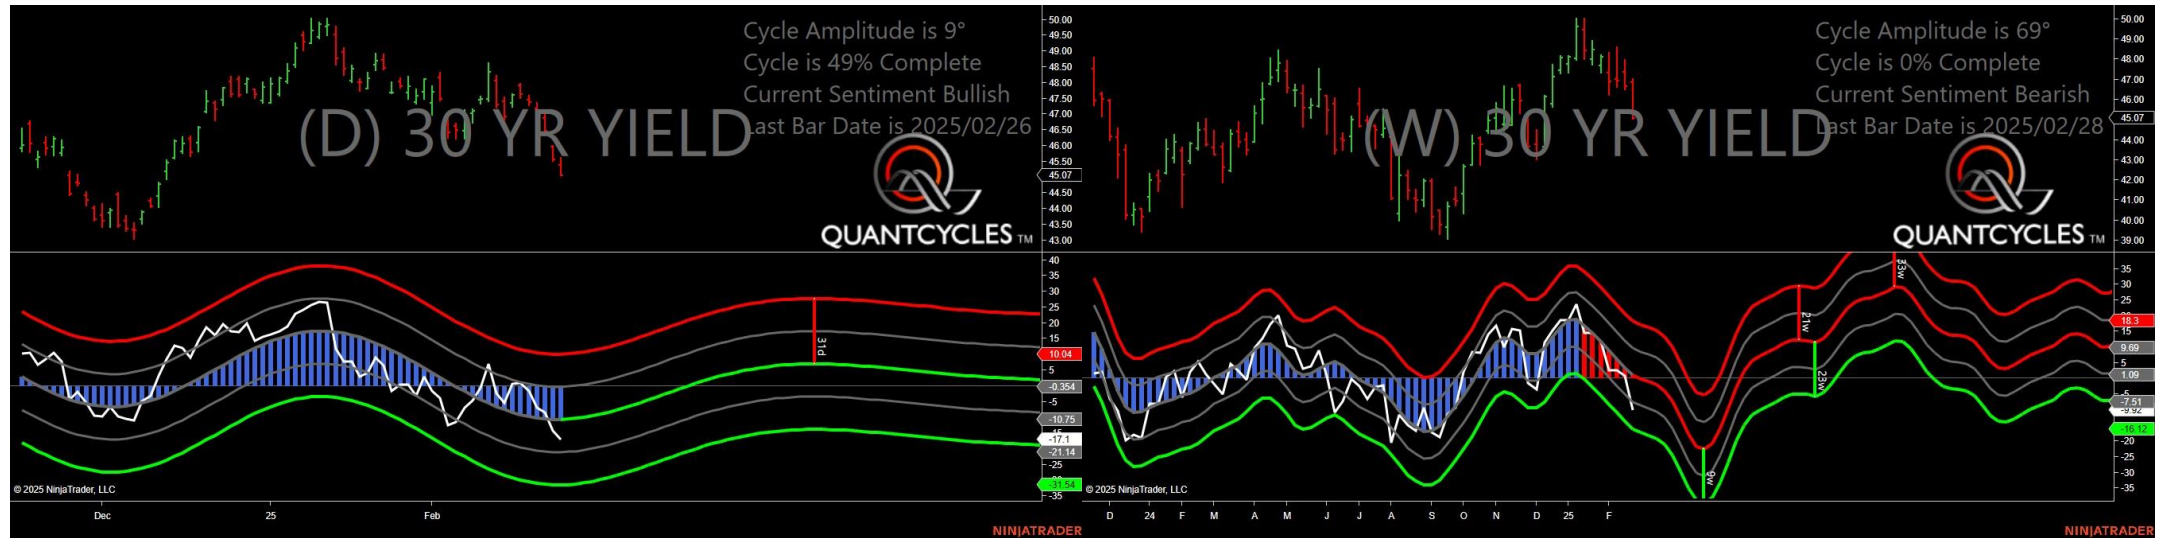 Cycle Amplitude is 9°
Cycle is 49% Complete
Current Sentiment Bullish
Last Bar Date is 2025/02/26
(D) 30 YR YIELD
QUANTCYCLES TM
50.00
49.50
49.00
48.50
48.00
47.50
47.00
46.50
46.00
45.50
45.07
44.50
44.00
43.50
43.00
40
35
30
25
20
15
10.04
5
-0.354
-5
-10.75
-17.1
-21.14
-25
-31.54
-35
31d
© 2025 NinjaTrader, LLC
Dec
25
Feb
NINJATRADER
Cycle Amplitude is 69°
Cycle is 0% Complete
Current Sentiment Bearish
Last Bar Date is 2025/02/28
(W) 30 YR YIELD
QUANTCYCLES TM
50.00
49.00
48.00
47.00
46.00
45.07
44.00
43.00
42.00
41.00
40.00
39.00
35
30
25
18.3
15
9.69
5
1.09
-7.51
-9.92
-16.12
-20
-25
-30
-35
33w
21w
23w
9w
© 2025 NinjaTrader, LLC
D 24 F M A M J J A S O N D 25 F
NINJATRADER